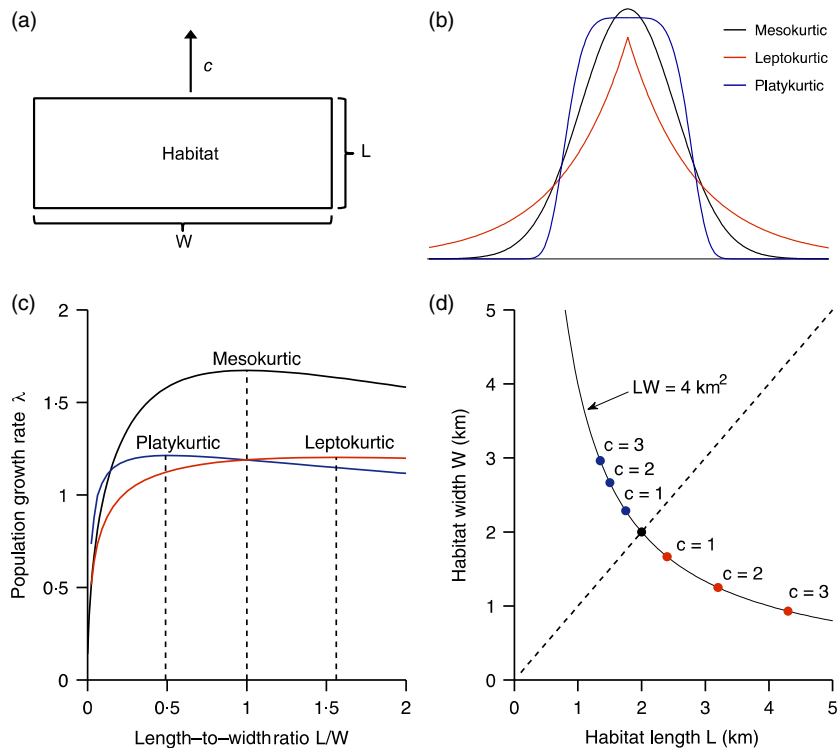 (a)
c
Habitat
L
W
(b)
Mesokurtic
Leptokurtic
Platykurtic
(c)
2
1·5
1
0·5
0
Population growth rate λ
Mesokurtic
Platykurtic
Leptokurtic
0
0·5
1
1·5
2
Length–to–width ratio L/W
(d)
5
4
3
2
1
0
Habitat width W (km)
LW = 4 km²
c = 3
c = 2
c = 1
c = 1
c = 2
c = 3
0
1
2
3
4
5
Habitat length L (km)